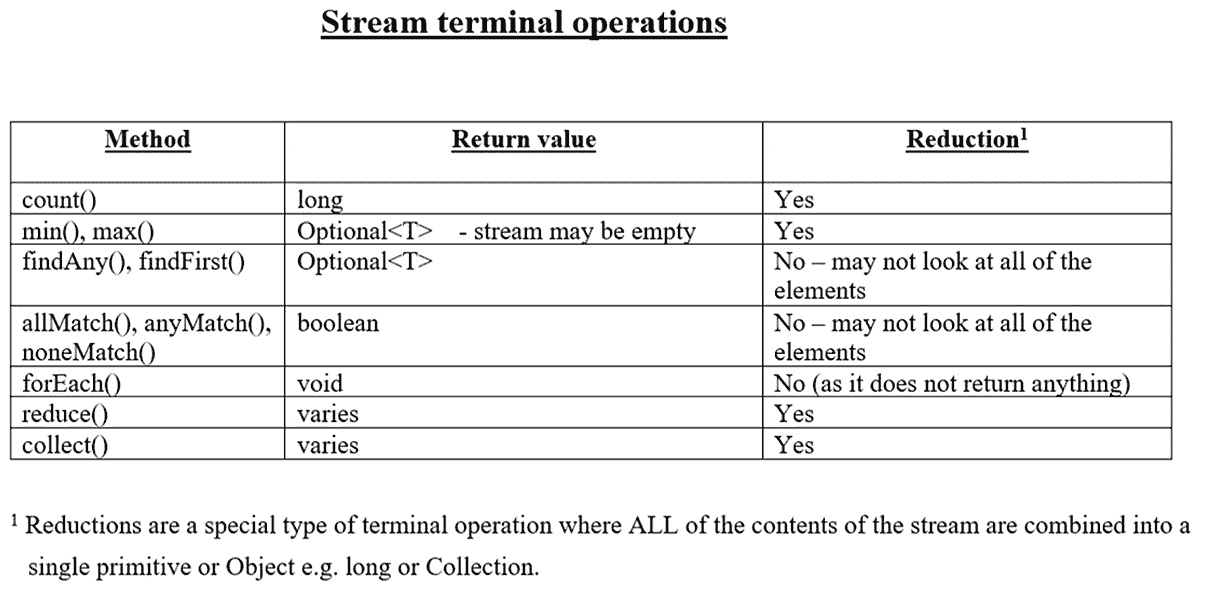 Stream terminal operations
Method Return value Reduction¹
count() long Yes
min(), max() Optional<T> - stream may be empty Yes
findAny(), findFirst() Optional<T> No – may not look at all of the
elements
allMatch(), anyMatch(), boolean No – may not look at all of the
noneMatch() elements
forEach() void No (as it does not return anything)
reduce() varies Yes
collect() varies Yes
¹ Reductions are a special type of terminal operation where ALL of the contents of the stream are combined into a
single primitive or Object e.g. long or Collection.